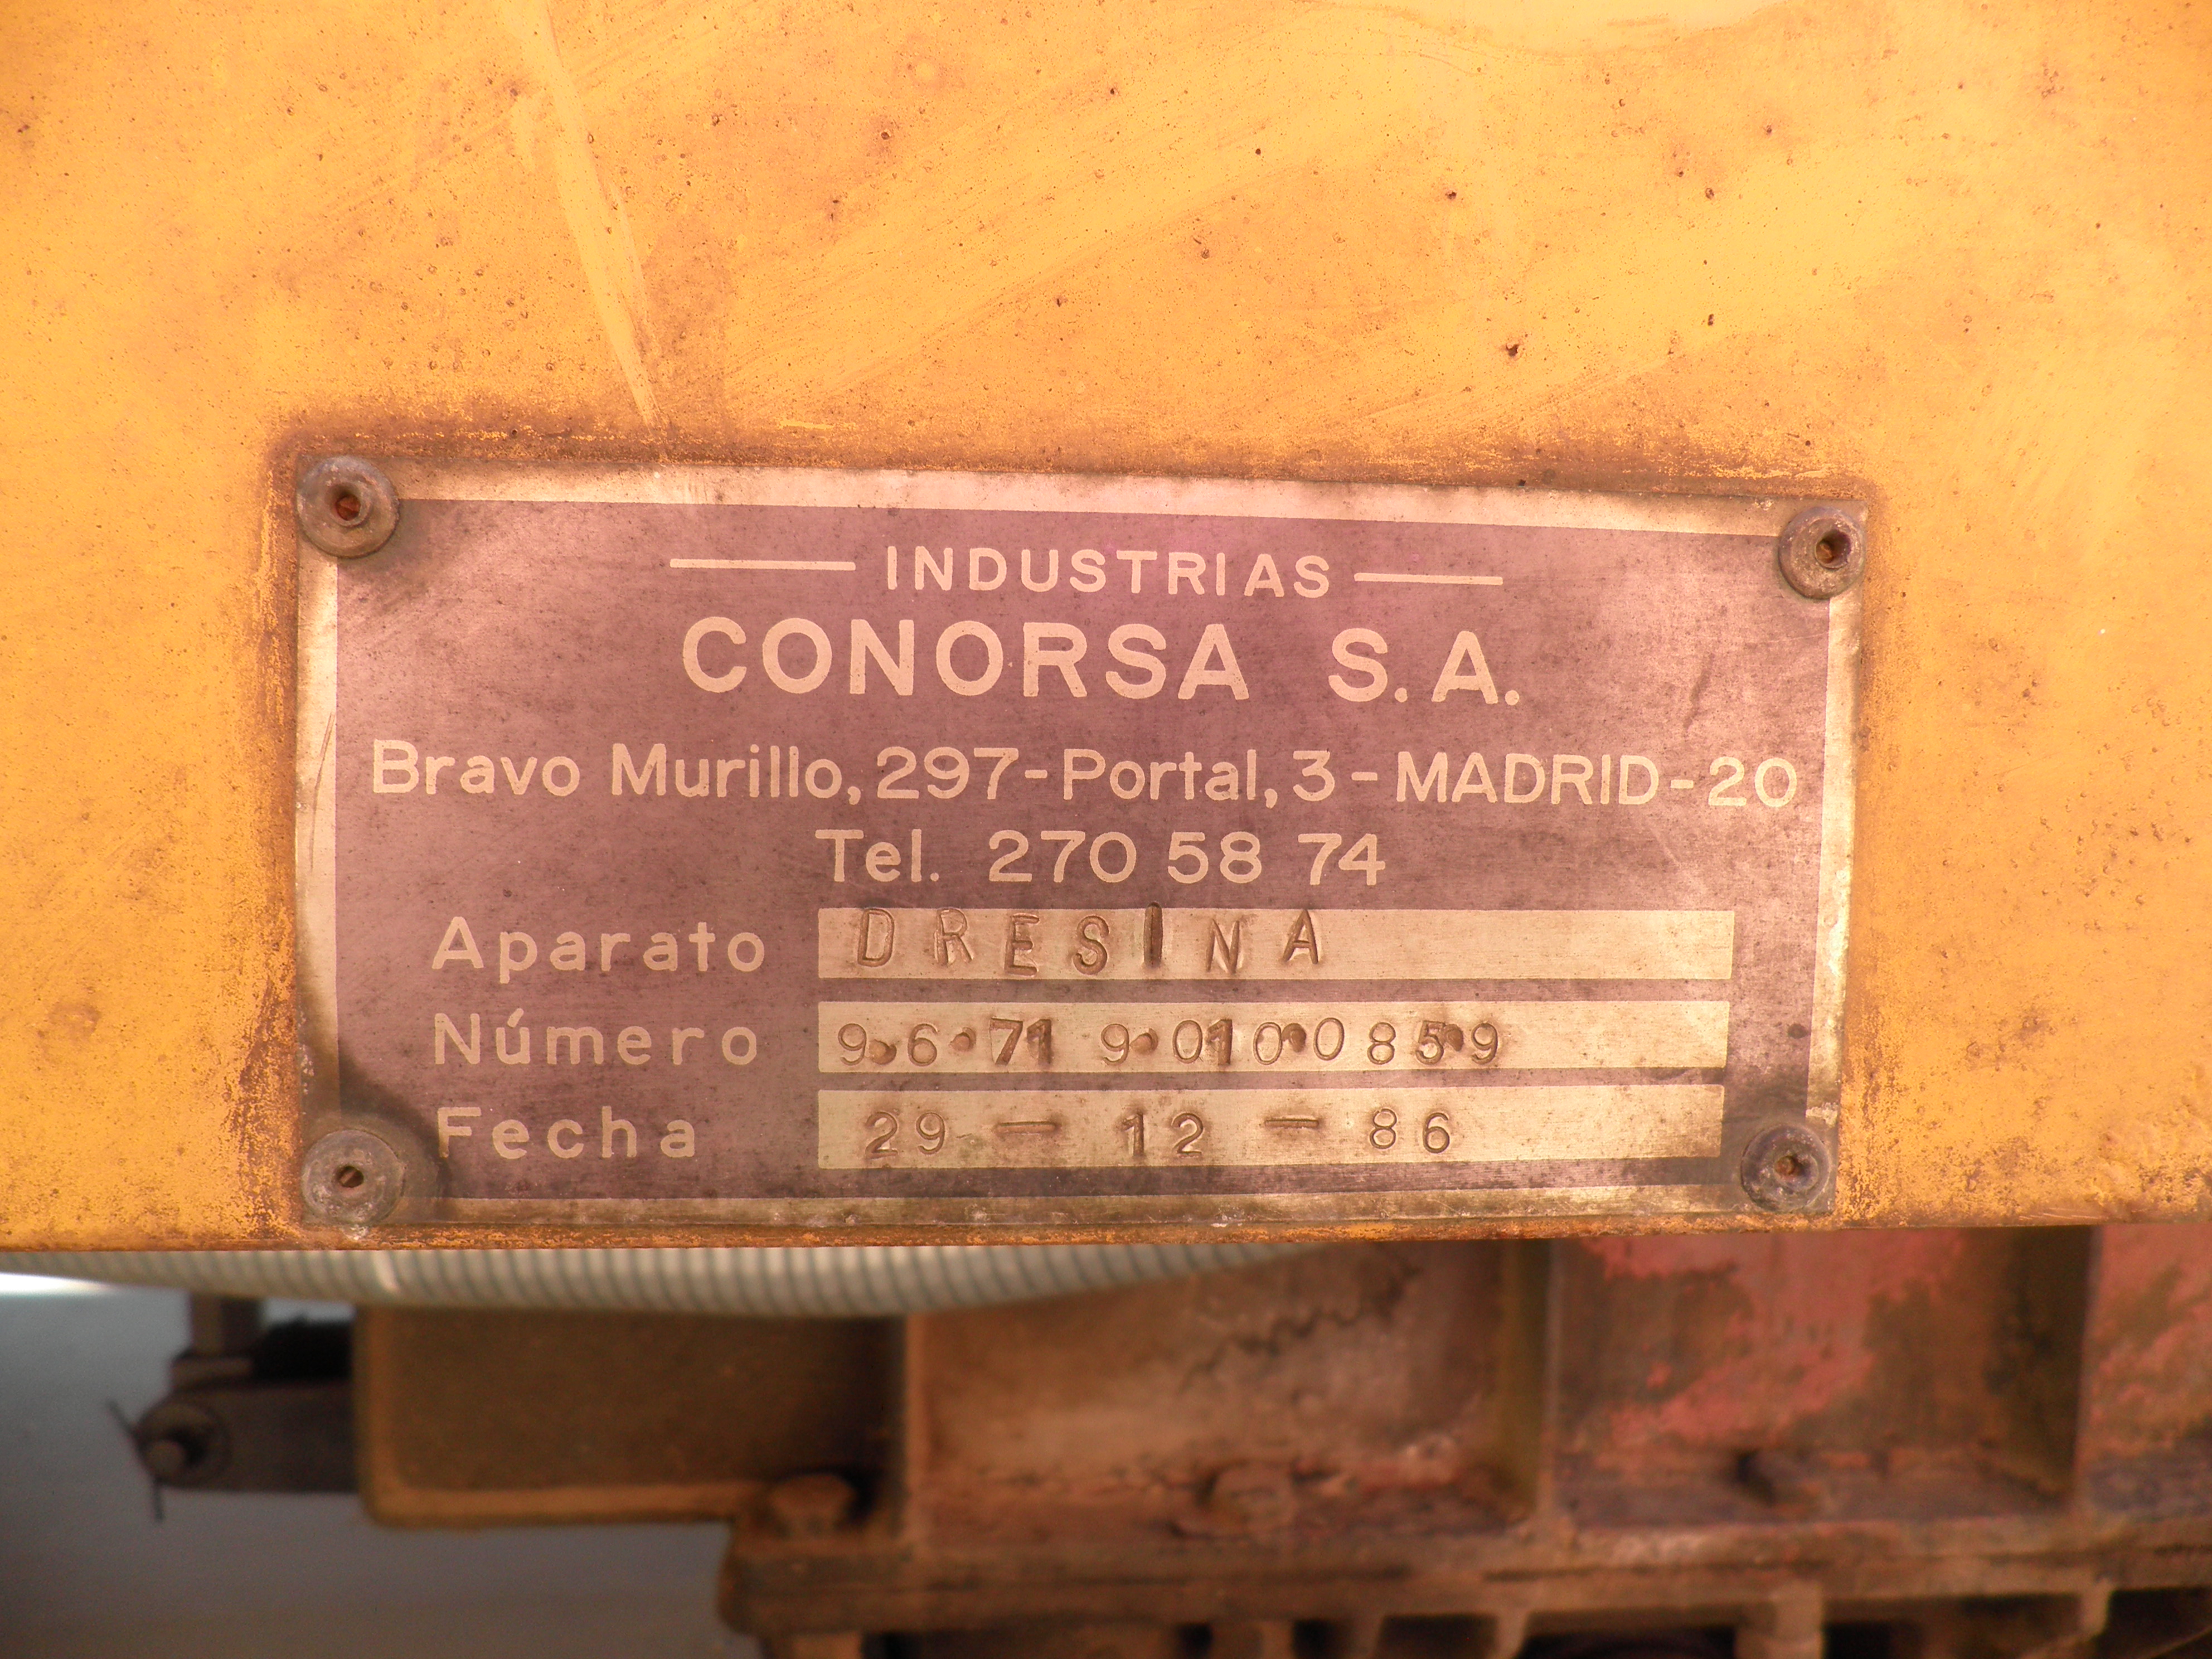 INDUSTRIAS
CONORSA S.A.
Bravo Murillo, 297-Portal, 3 - MADRID-20
Tel. 270 58 74
Aparato DRESINA
Número 9.6.71 9.010.0859
Fecha 29 - 12 - 86